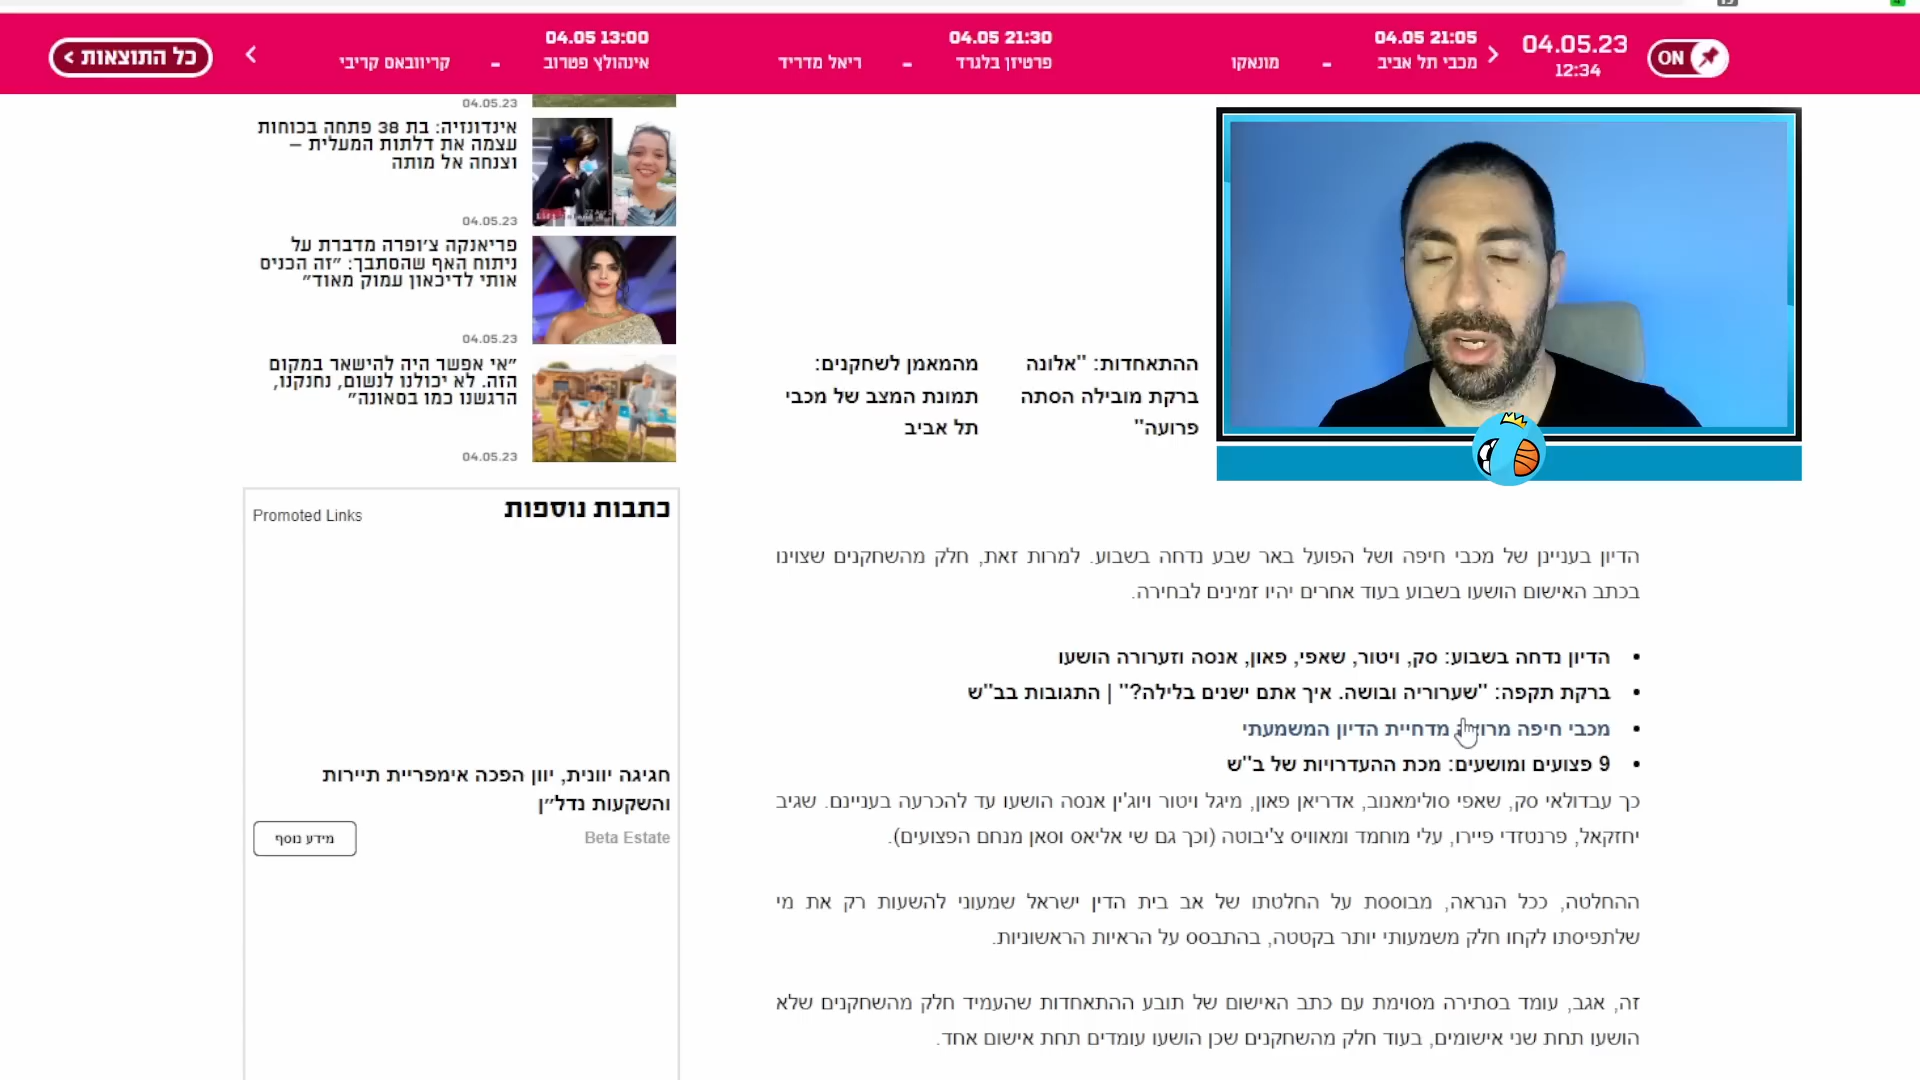 ON
04.05.23
12:34
04.05 21:05
מכבי תל אביב - מונאקו
04.05 21:30
פרטיזן בלגרד - ריאל מדריד
04.05 13:00
אינהולץ פטרוב - קריוובאס קריבי
כל התוצאות >
04.05.23
אינדונזיה: בת 38 פתחה בכוחות
עצמה את דלתות המעלית –
וצנחה אל מותה
04.05.23
פריאנקה צ'ופרה מדברת על
ניתוח האף שהסתבך: "זה הכניס
אותי לדיכאון עמוק מאוד"
04.05.23
"אי אפשר היה להישאר במקום
הזה. לא יכולנו לנשום, נחנקנו,
הרגשנו כמו בסאונה"
04.05.23
ההתאחדות: "אלונה
ברקת מובילה הסתה
פרועה"
מהמאמן לשחקנים:
תמונת המצב של מכבי
תל אביב
כתבות נוספות
Promoted Links
חגיגה יוונית, יוון הפכה אימפריית תיירות
והשקעות נדל"ן
Beta Estate
מידע נוסף
הדיון בעניינן של מכבי חיפה ושל הפועל באר שבע נדחה בשבוע. למרות זאת, חלק מהשחקנים שצוינו
בכתב האישום הושעו בשבוע בעוד אחרים יהיו זמינים לבחירה.
• הדיון נדחה בשבוע: סק, ויטור, שאפי, פאון, אנסה וזערורה הושעו
• ברקת תקפה: "שערוריה ובושה. איך אתם ישנים בלילה?" | התגובות בב"ש
• מכבי חיפה מדחיית הדיון המשמעתי
• 9 פצועים ומושעים: מכת ההעדרויות של ב"ש
כך עבדולאי סק, שאפי סולימאנוב, אדריאן פאון, מיגל ויטור ויוג'ין אנסה הושעו עד להכרעה בעניינם. שגיב
יחזקאל, פרנטזדי פיירו, עלי מוחמד ומאוויס צ'יבוטה (וכך גם שי אליאס וסאן מנחם הפצועים).
ההחלטה, ככל הנראה, מבוססת על החלטתו של אב בית הדין ישראל שמעוני להשעות רק את מי
שלתפיסתו לקחו חלק משמעותי יותר בקטטה, בהתבסס על הראיות הראשוניות.
זה, אגב, עומד בסתירה מסוימת עם כתב האישום של תובע ההתאחדות שהעמיד חלק מהשחקנים שלא
הושעו תחת שני אישומים, בעוד חלק מהשחקנים שכן הושעו עומדים תחת אישום אחד.